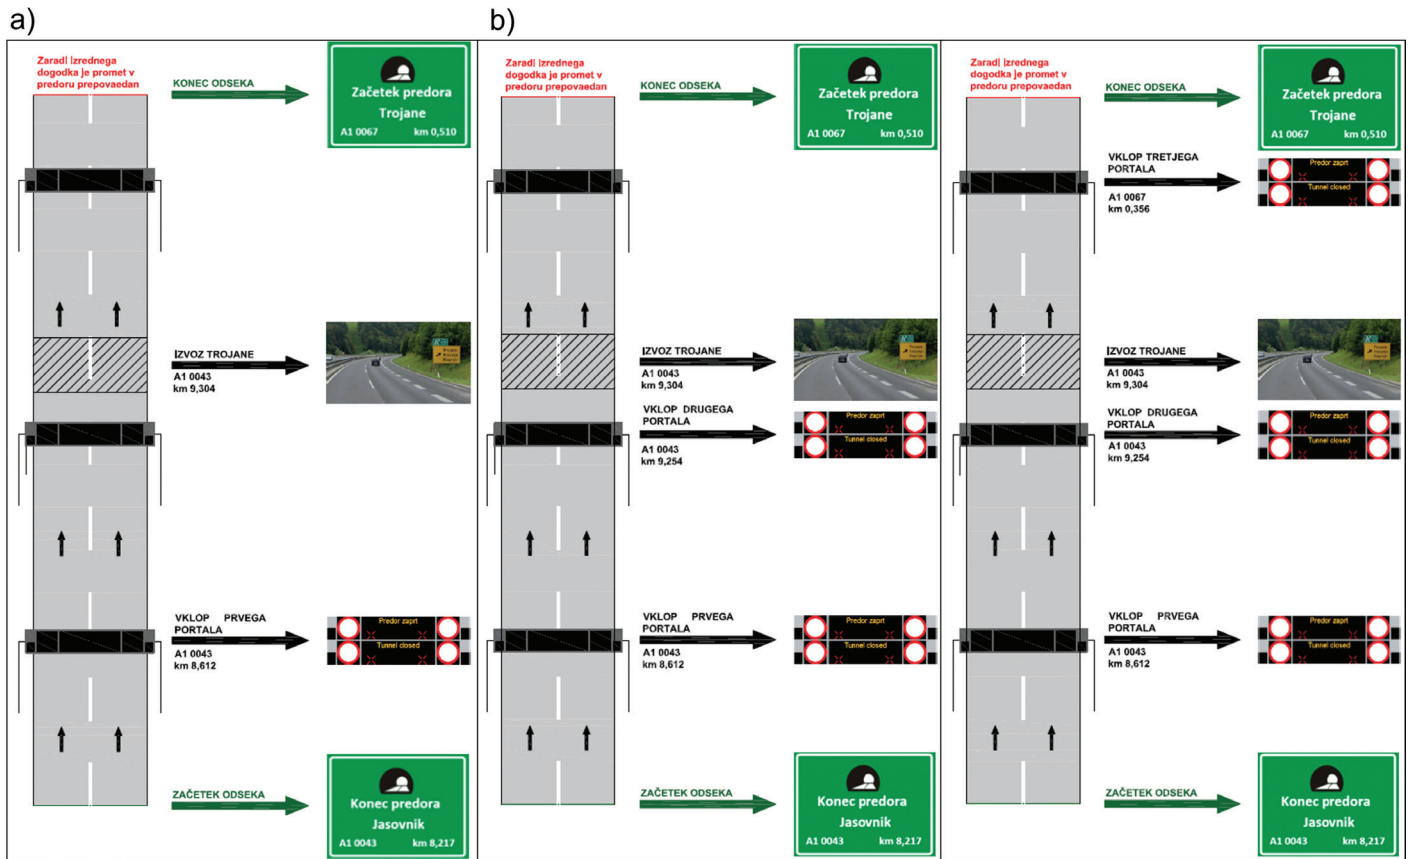 a)
Zaradi izrednega
dogodka je promet v
predoru prepovaedan
KONEC ODSEKA
Začetek predora
Trojane
A1 0067 km 0,510
IZVOZ TROJANE
A1 0043
km 9,304
VKLOP PRVEGA
PORTALA
A1 0043
km 8,612
Predor zaprt
Tunnel closed
ZAČETEK ODSEKA
Konec predora
Jasovnik
A1 0043 km 8,217
b)
Zaradi izrednega
dogodka je promet v
predoru prepovaedan
KONEC ODSEKA
Začetek predora
Trojane
A1 0067 km 0,510
IZVOZ TROJANE
A1 0043
km 9,304
VKLOP DRUGEGA
PORTALA
A1 0043
km 9,254
Predor zaprt
Tunnel closed
VKLOP PRVEGA
PORTALA
A1 0043
km 8,612
Predor zaprt
Tunnel closed
ZAČETEK ODSEKA
Konec predora
Jasovnik
A1 0043 km 8,217
Zaradi izrednega
dogodka je promet v
predoru prepovaedan
KONEC ODSEKA
Začetek predora
Trojane
A1 0067 km 0,510
VKLOP TRETJEGA
PORTALA
A1 0067
km 0,356
Predor zaprt
Tunnel closed
IZVOZ TROJANE
A1 0043
km 9,304
VKLOP DRUGEGA
PORTALA
A1 0043
km 9,254
Predor zaprt
Tunnel closed
VKLOP PRVEGA
PORTALA
A1 0043
km 8,612
Predor zaprt
Tunnel closed
ZAČETEK ODSEKA
Konec predora
Jasovnik
A1 0043 km 8,217